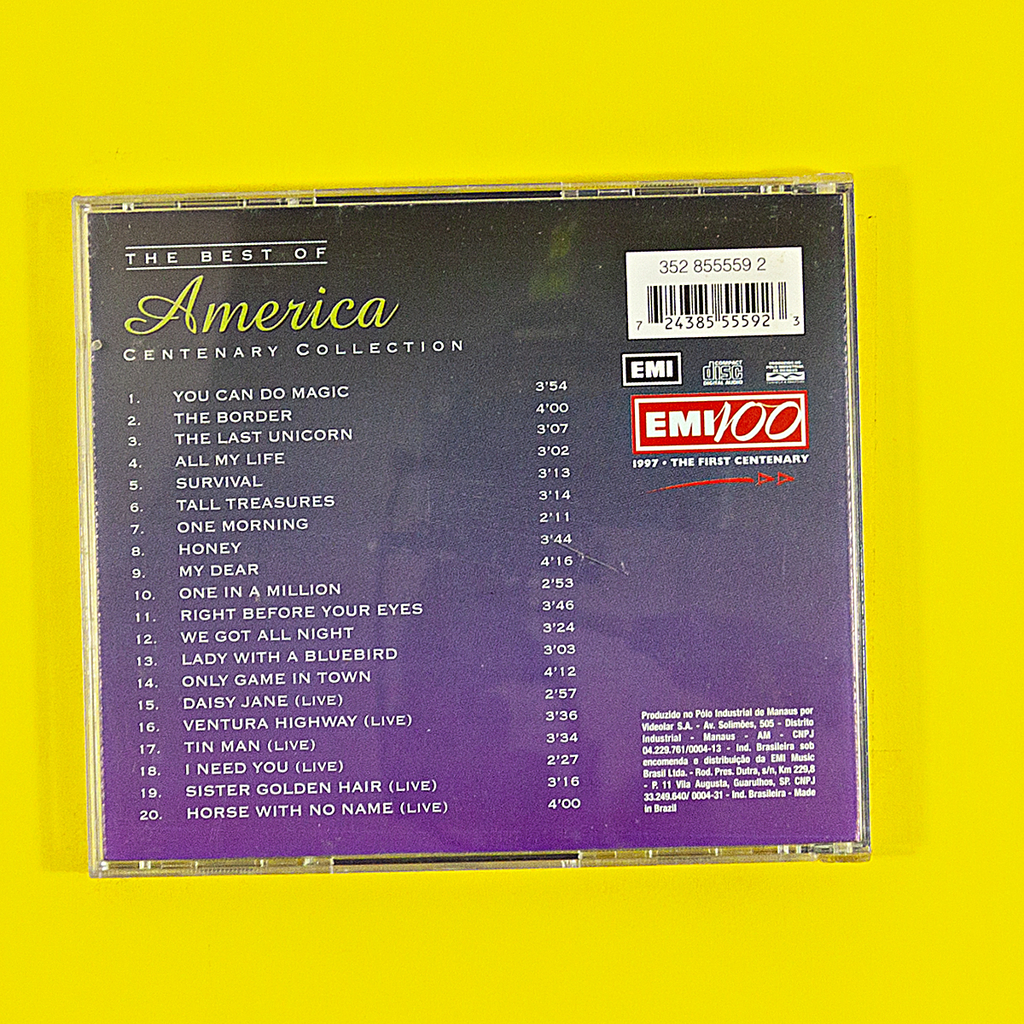 THE BEST OF
America
CENTENARY COLLECTION
1. YOU CAN DO MAGIC 3'54
2. THE BORDER 4'00
3. THE LAST UNICORN 3'07
4. ALL MY LIFE 3'02
5. SURVIVAL 3'13
6. TALL TREASURES 3'14
7. ONE MORNING 2'11
8. HONEY 3'44
9. MY DEAR 4'16
10. ONE IN A MILLION 2'53
11. RIGHT BEFORE YOUR EYES 3'46
12. WE GOT ALL NIGHT 3'24
13. LADY WITH A BLUEBIRD 3'03
14. ONLY GAME IN TOWN 4'12
15. DAISY JANE (LIVE) 2'57
16. VENTURA HIGHWAY (LIVE) 3'36
17. TIN MAN (LIVE) 3'34
18. I NEED YOU (LIVE) 2'27
19. SISTER GOLDEN HAIR (LIVE) 3'16
20. HORSE WITH NO NAME (LIVE) 4'00
352 855559 2
7 24385 55592 3
EMI
COMPACT
disc
DIGITAL AUDIO
EMI 100
1997 • THE FIRST CENTENARY
Produzido no Pólo Industrial de Manaus por
Videolar S.A. - Av. Solimões, 505 - Distrito
Industrial - Manaus - AM - CNPJ
04.229.761/0004-13 - Ind. Brasileira sob
encomenda e distribuição da EMI Music
Brasil Ltda. - Rod. Pres. Dutra, s/n, Km 229,8
- P. 11 Vila Augusta, Guarulhos, SP. CNPJ
33.249.640/ 0004-31 - Ind. Brasileira - Made
in Brazil